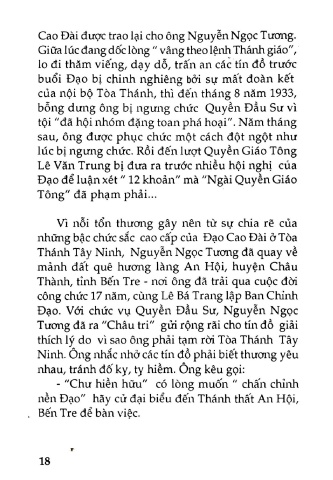 Cao Đài được trao lại cho ông Nguyễn Ngọc Tương.
Giữa lúc đang dốc lòng " vâng theo lệnh Thánh giáo",
lo đi thăm viếng, dạy dỗ, trấn an các tín đồ trước
buổi Đạo bị chinh nghiêng bởi sự mất đoàn kết
của nội bộ Tòa Thánh, thì đến tháng 8 năm 1933,
bỗng dưng ông bị ngưng chức Quyền Đầu Sư vì
tội "đã hội nhóm đặng toan phá hoại". Năm tháng
sau, ông được phục chức một cách đột ngột như
lúc bị ngưng chức. Rồi đến lượt Quyền Giáo Tông
Lê Văn Trung bị đưa ra trước nhiều hội nghị của
Đạo để luận xét " 12 khoản" mà "Ngài Quyền Giáo
Tông" đã phạm phải...
Vì nỗi tổn thương gây nên từ sự chia rẽ của
những bậc chức sắc cao cấp của Đạo Cao Đài ở Tòa
Thánh Tây Ninh, Nguyễn Ngọc Tương đã quay về
mảnh đất quê hương làng An Hội, huyện Châu
Thành, tỉnh Bến Tre - nơi ông đã trải qua cuộc đời
công chức 17 năm, cùng Lê Bá Trang lập Ban Chỉnh
Đạo. Với chức vụ Quyền Đầu Sư, Nguyễn Ngọc
Tương đã ra "Châu tri" gửi rộng rãi cho tín đồ giải
thích lý do vì sao ông phải tạm rời Tòa Thánh Tây
Ninh. Ông nhắc nhở các tín đồ phải biết thương yêu
nhau, tránh đố kỵ, tỵ hiềm. Ông kêu gọi:
- "Chư hiền hữu" có lòng muốn " chấn chỉnh
nền Đạo" hãy cử đại biểu đến Thánh thất An Hội,
Bến Tre để bàn việc.
18